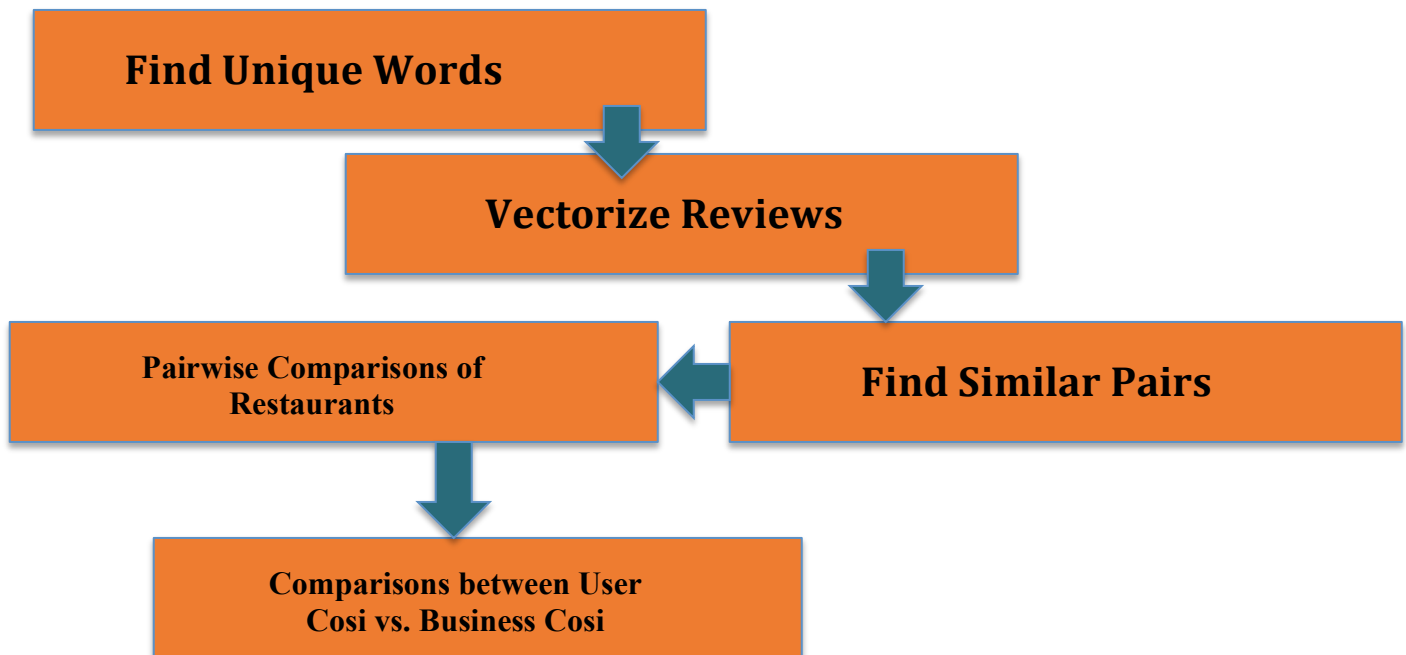 Find Unique Words
Vectorize Reviews
Find Similar Pairs
Pairwise Comparisons of
Restaurants
Comparisons between User
Cosi vs. Business Cosi